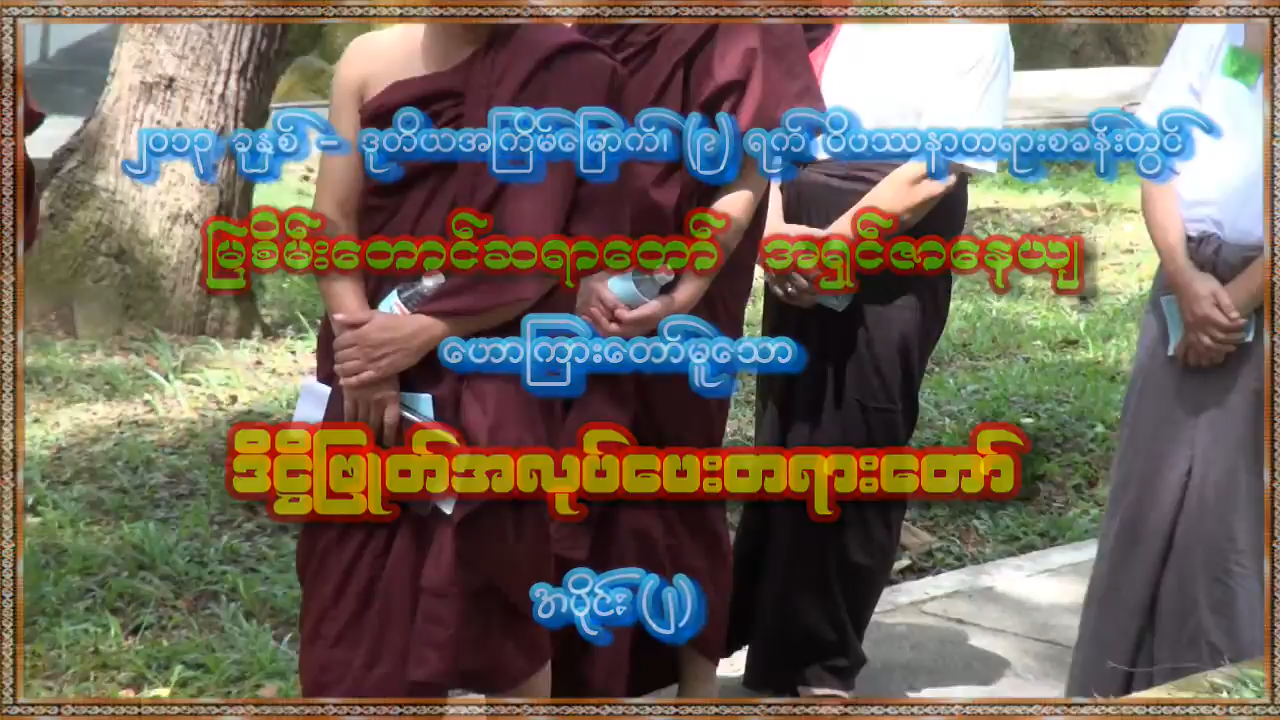 ၂၀၁၃ ခုနှစ် - ဒုတိယအကြိမ်မြောက်၊ (၉) ရက် ဝိပဿနာတရားစခန်းတွင်
မြစိမ်းတောင်ဆရာတော် အရှင်ဇာနေယျ
ဟောကြားတော်မူသော
ဒိဋ္ဌိဖြုတ်အလုပ်ပေးတရားတော်
အပိုင်း (၂)